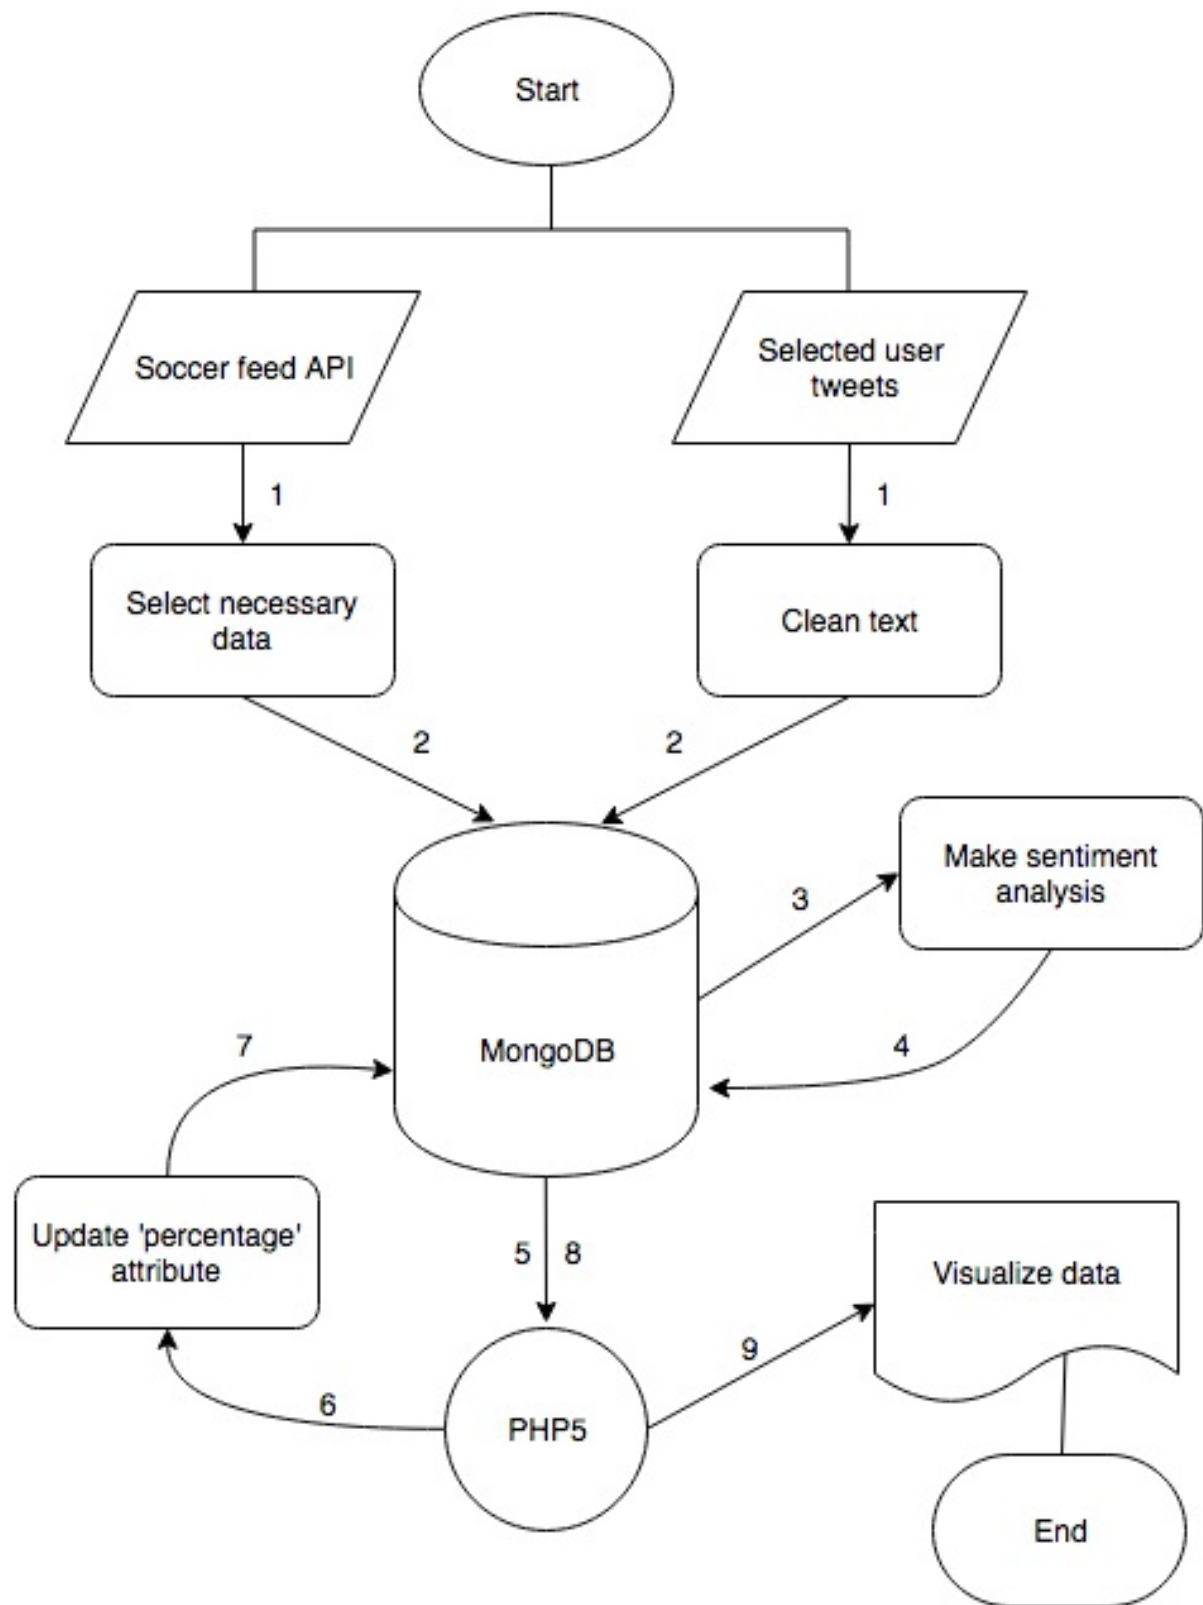 Start
Soccer feed API
Selected user
tweets
1
1
Select necessary
data
Clean text
2
2
Make sentiment
analysis
3
MongoDB
4
7
Update 'percentage'
attribute
5
8
Visualize data
9
6
PHP5
End